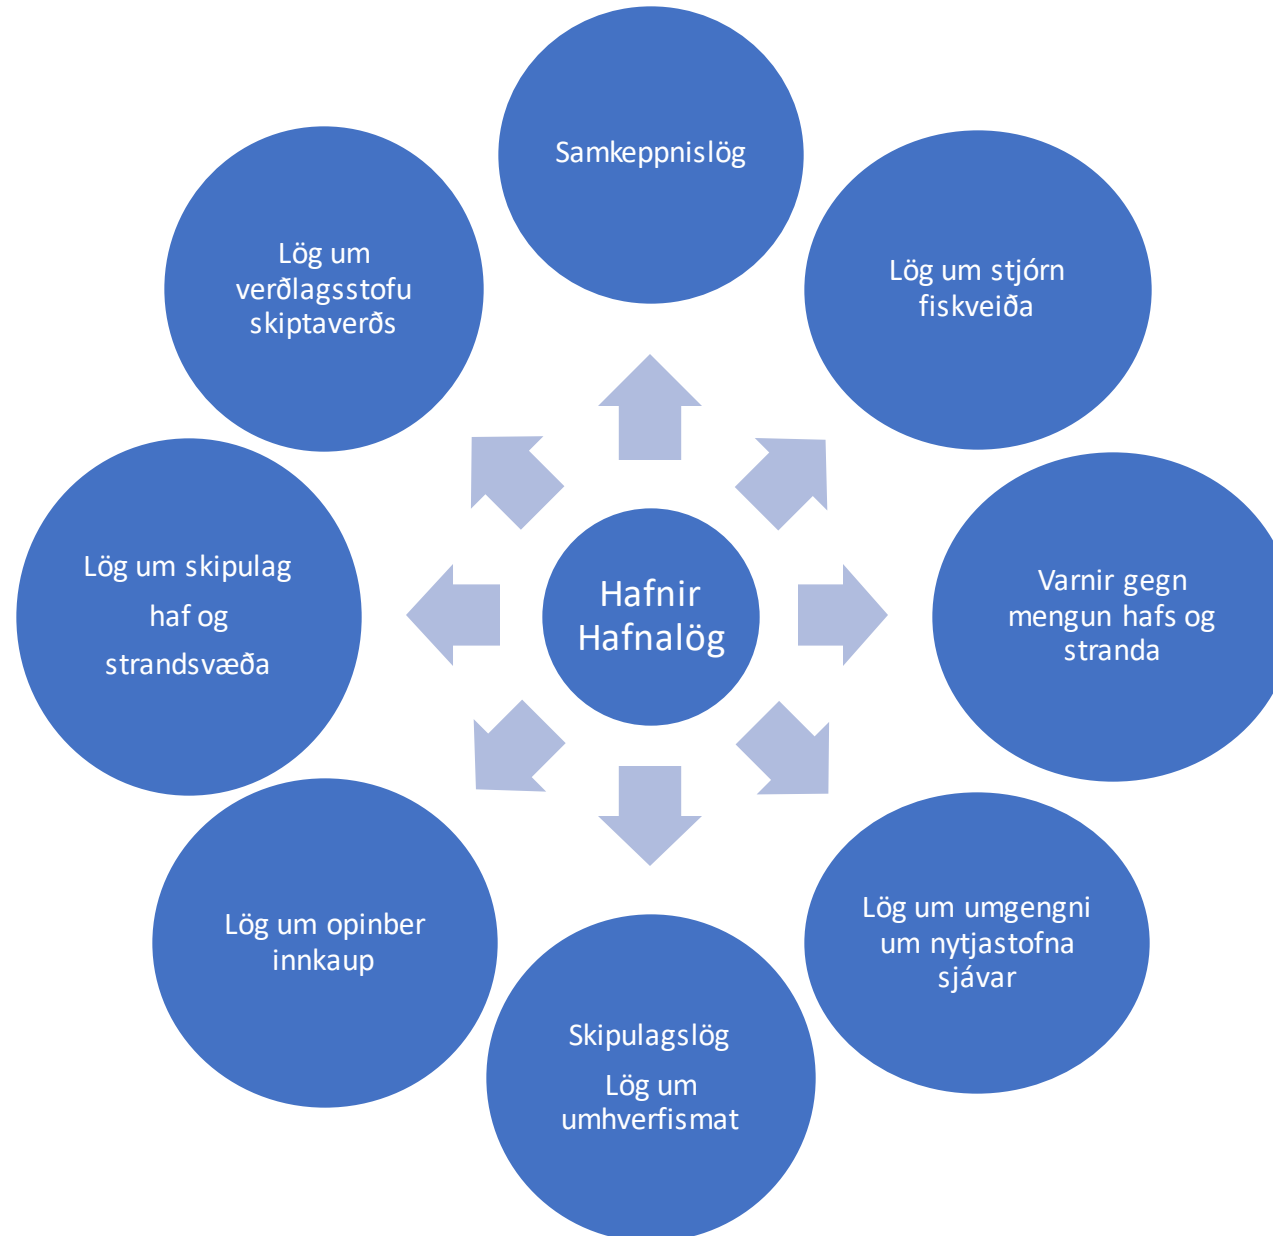 Samkeppnislög
Lög um stjórn
fiskveiða
Varnir gegn
mengun hafs og
stranda
Lög um umgengni
um nytjastofna
sjávar
Skipulagslög
Lög um
umhverfismat
Lög um opinber
innkaup
Lög um skipulag
haf og
strandsvæða
Lög um
verðlagsstofu
skiptaverðs
Hafnir
Hafnalög